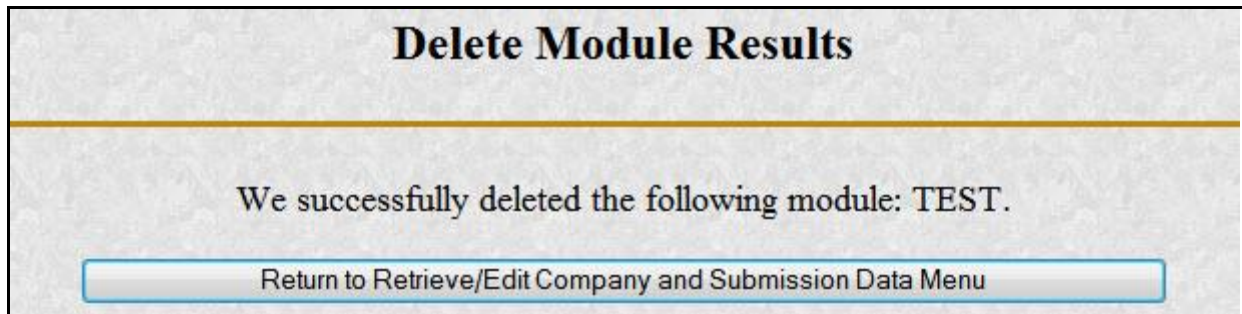 Delete Module Results
We successfully deleted the following module: TEST.
Return to Retrieve/Edit Company and Submission Data Menu